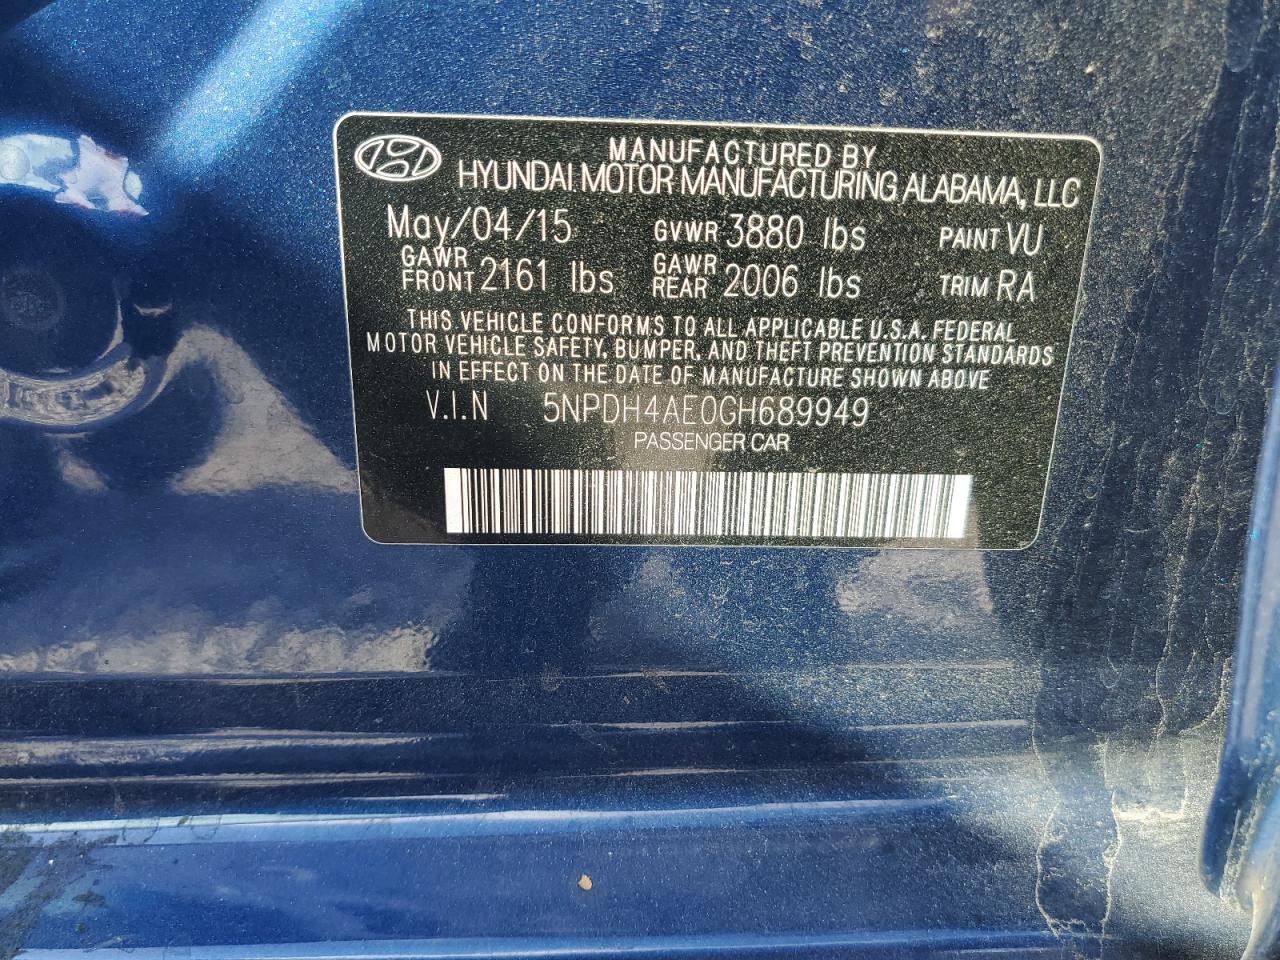 MANUFACTURED BY
HYUNDAI MOTOR MANUFACTURING ALABAMA, LLC
May/04/15 GVWR 3880 lbs PAINT VU
GAWR FRONT 2161 lbs GAWR REAR 2006 lbs TRIM RA
THIS VEHICLE CONFORMS TO ALL APPLICABLE U.S.A. FEDERAL
MOTOR VEHICLE SAFETY, BUMPER, AND THEFT PREVENTION STANDARDS
IN EFFECT ON THE DATE OF MANUFACTURE SHOWN ABOVE
V.I.N 5NPDH4AE0GH689949
PASSENGER CAR